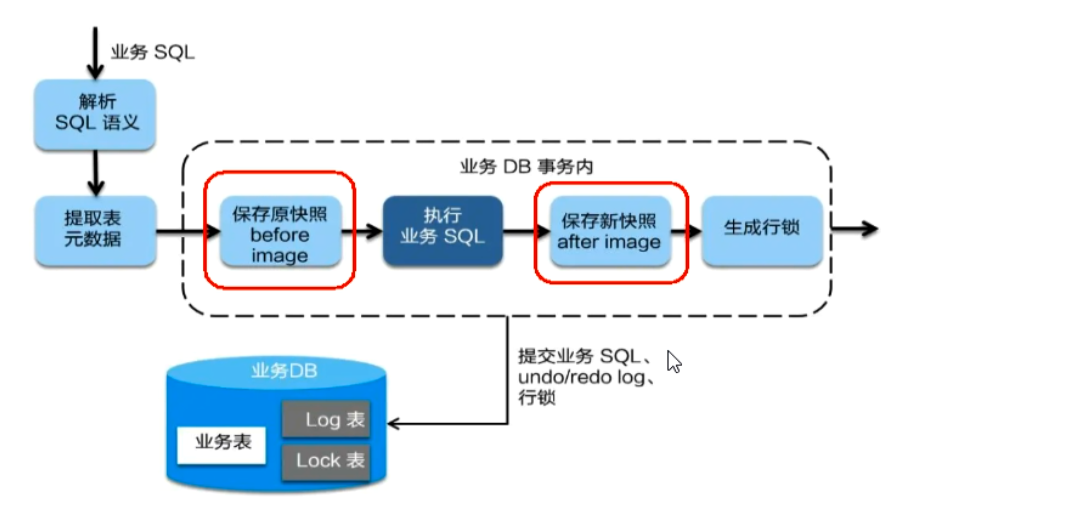 业务 SQL
解析
SQL 语义
业务 DB 事务内
提取表
元数据
保存原快照
before
image
执行
业务 SQL
保存新快照
after image
生成行锁
提交业务 SQL、
undo/redo log、
行锁
业务DB
Log 表
业务表
Lock 表